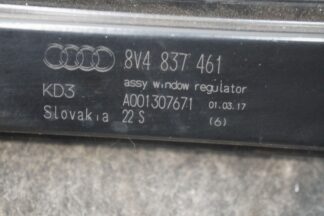 8V4 837 461
assy window regulator
KD3 A001307671 01.03.17
Slovakia 22 S (6)